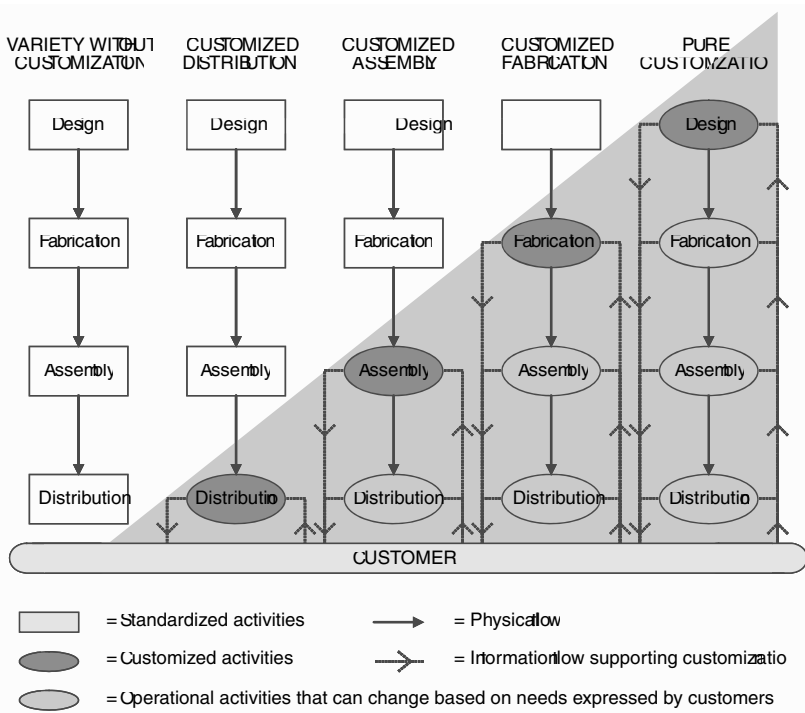 VARIETY WITHOUT
CUSTOMIZATION
CUSTOMIZED
DISTRIBUTION
CUSTOMIZED
ASSEMBLY
CUSTOMIZED
FABRICATION
PURE
CUSTOMIZATIO
Design
Design
Design
Design
Fabrication
Fabrication
Fabrication
Fabrication
Fabrication
Assembly
Assembly
Assembly
Assembly
Assembly
Distribution
Distribution
Distribution
Distribution
Distribution
CUSTOMER
= Standardized activities
= Physical flow
= Customized activities
= Information flow supporting customizatio
= Operational activities that can change based on needs expressed by customers